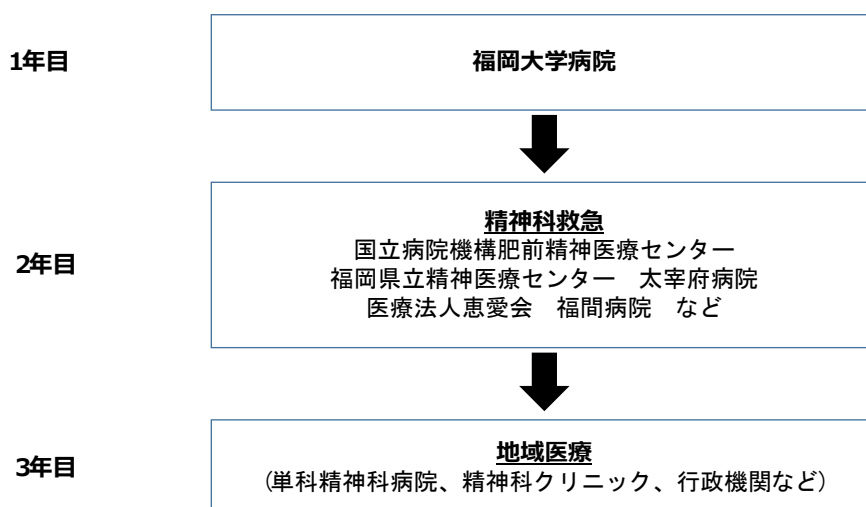 1年目
福岡大学病院
2年目
精神科救急
国立病院機構肥前精神医療センター
福岡県立精神医療センター　太宰府病院
医療法人恵愛会　福間病院　など
3年目
地域医療
(単科精神科病院、精神科クリニック、行政機関など)